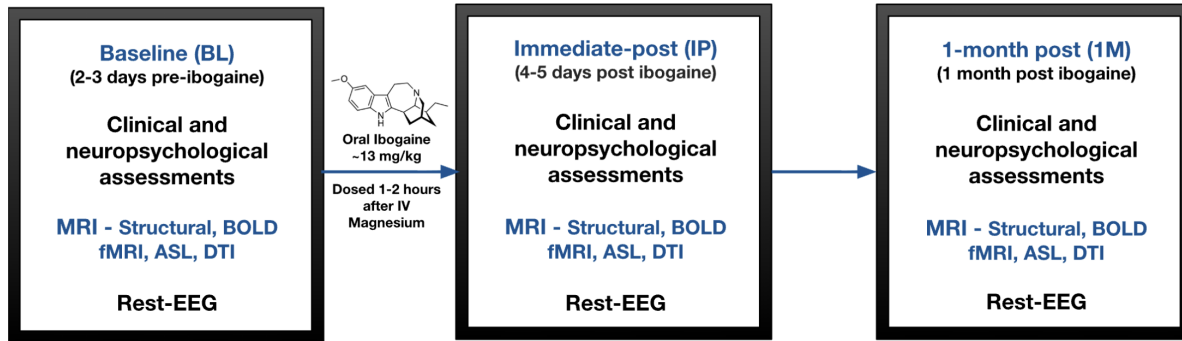 Baseline (BL)
(2-3 days pre-ibogaine)
Clinical and
neuropsychological
assessments
MRI - Structural, BOLD
fMRI, ASL, DTI
Rest-EEG
O
N
N
H
Oral Ibogaine
~13 mg/kg
Dosed 1-2 hours
after IV
Magnesium
Immediate-post (IP)
(4-5 days post ibogaine)
Clinical and
neuropsychological
assessments
MRI - Structural, BOLD
fMRI, ASL, DTI
Rest-EEG
1-month post (1M)
(1 month post ibogaine)
Clinical and
neuropsychological
assessments
MRI - Structural, BOLD
fMRI, ASL, DTI
Rest-EEG